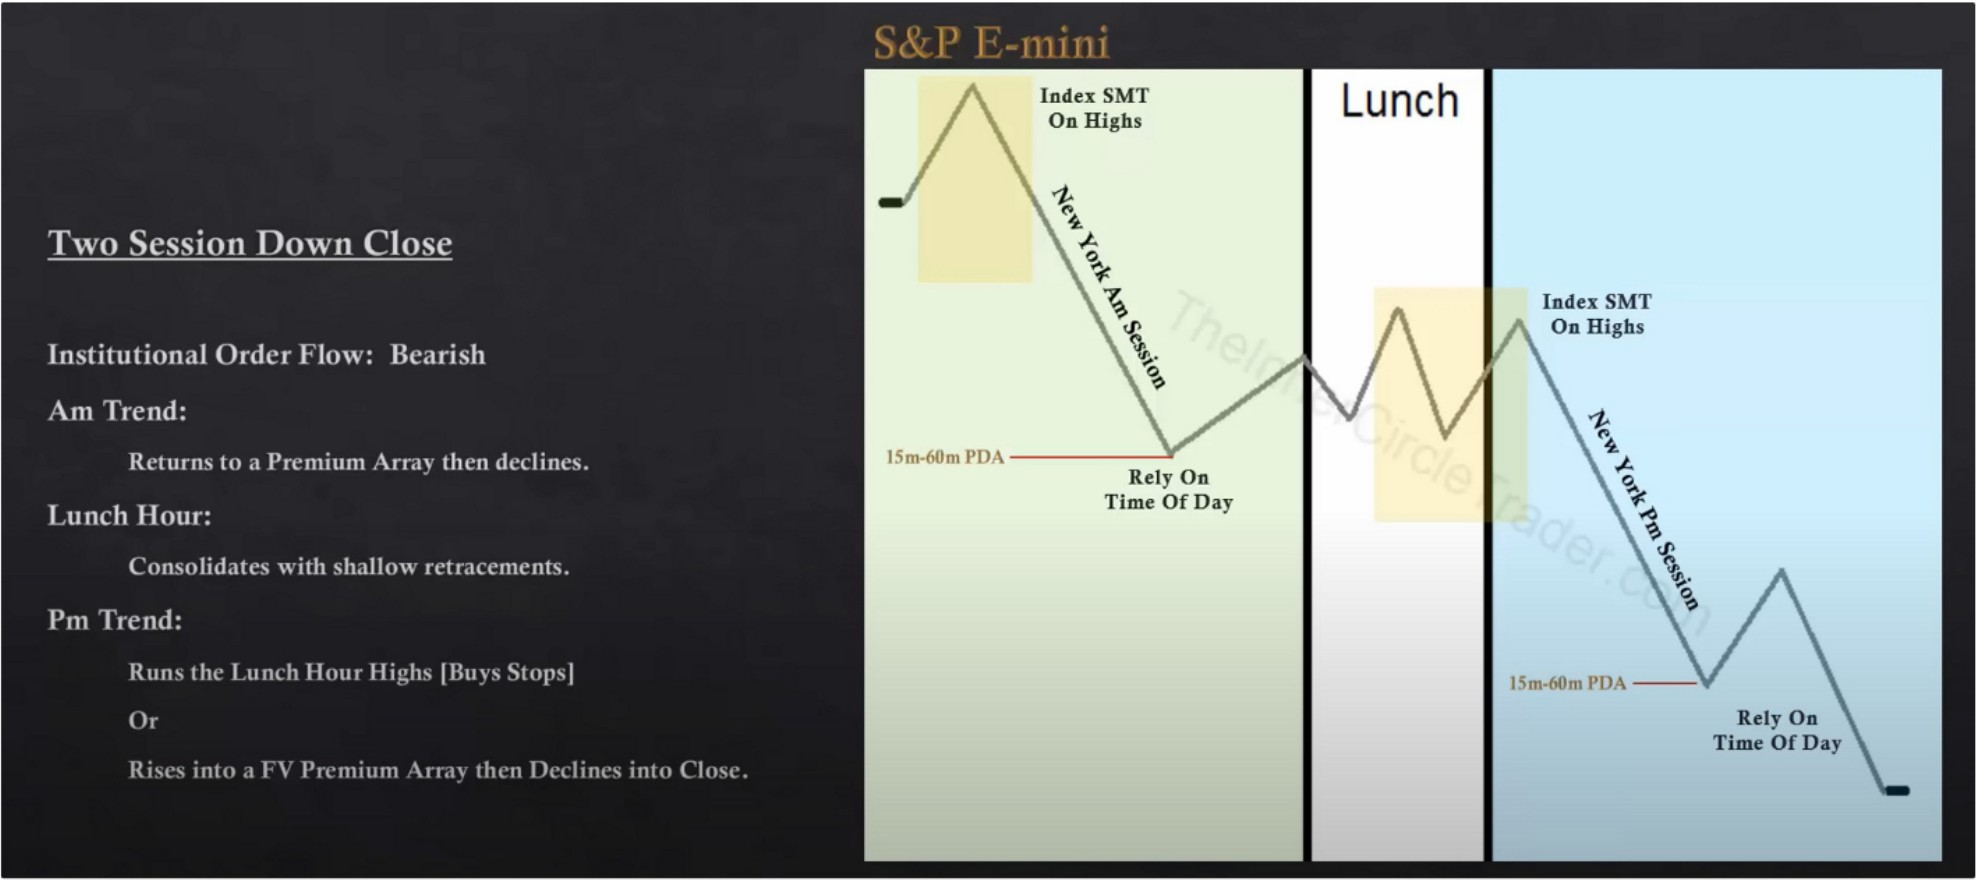 S&P E-mini
Two Session Down Close
Institutional Order Flow:  Bearish
Am Trend:
Returns to a Premium Array then declines.
Lunch Hour:
Consolidates with shallow retracements.
Pm Trend:
Runs the Lunch Hour Highs [Buys Stops]
Or
Rises into a FV Premium Array then Declines into Close.
Index SMT
On Highs
New York Am Session
15m-60m PDA
Rely On
Time Of Day
Lunch
Index SMT
On Highs
New York Pm Session
15m-60m PDA
Rely On
Time Of Day
TheInnerCircleTrader.com